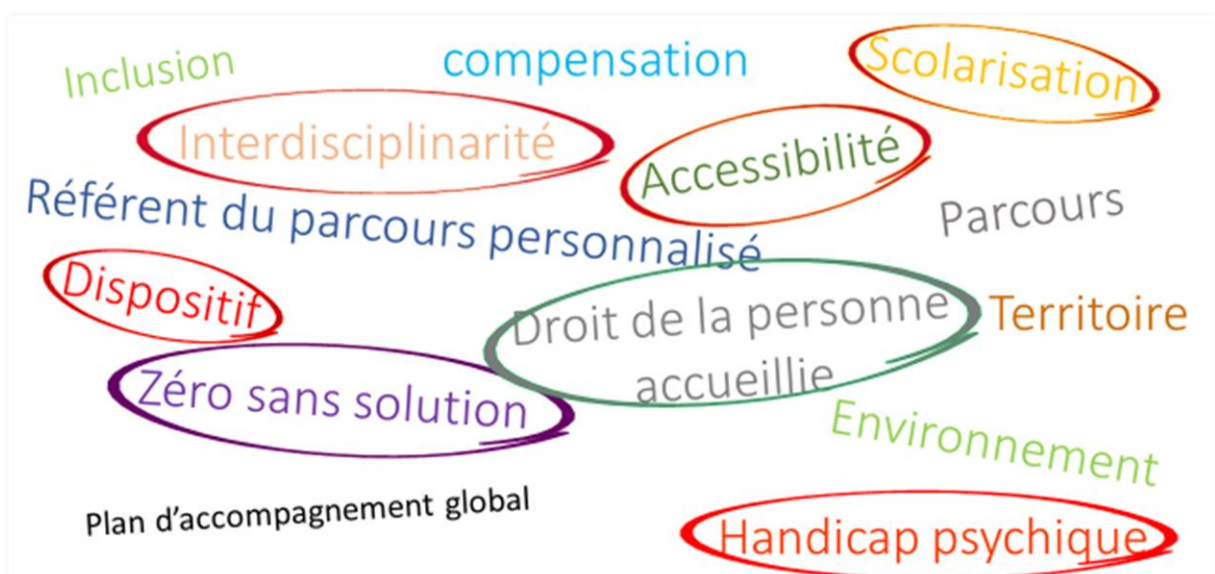 Inclusion
compensation
Scolarisation
Interdisciplinarité
Accessibilité
Référent du parcours personnalisé
Parcours
Dispositif
Droit de la personne
accueillie
Territoire
Zéro sans solution
Environnement
Plan d’accompagnement global
Handicap psychique